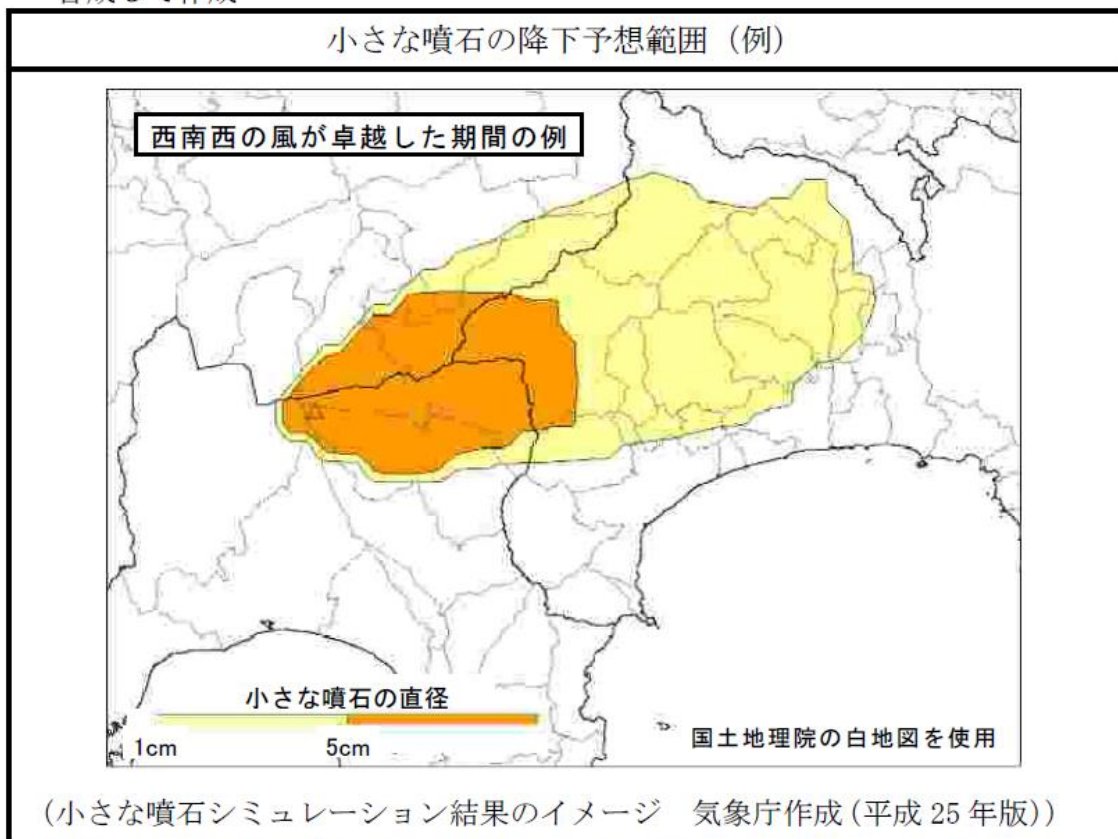 小さな噴石の降下予想範囲（例）
西南西の風が卓越した期間の例
小さな噴石の直径
1cm 5cm
国土地理院の白地図を使用
（小さな噴石シミュレーション結果のイメージ　気象庁作成（平成 25 年版））